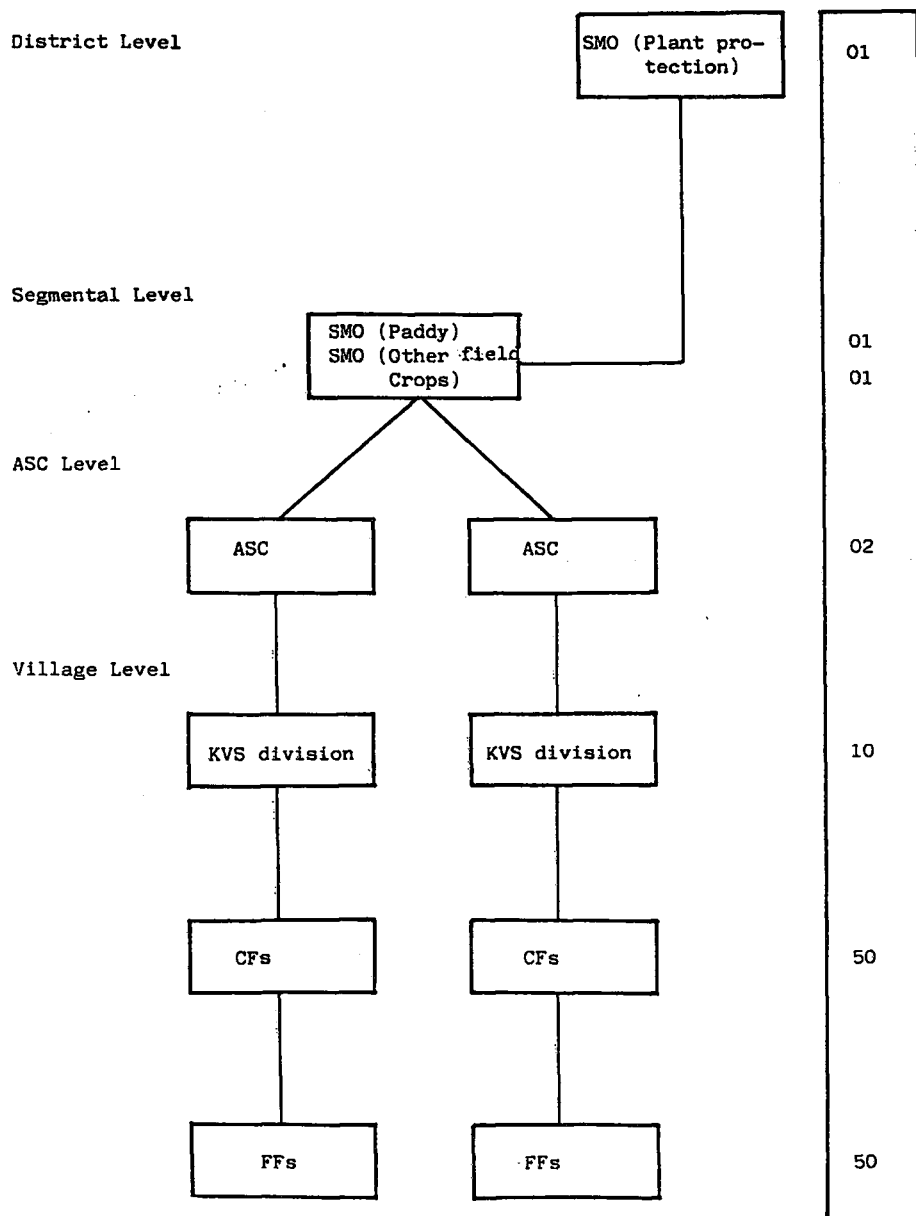 District Level
SMO (Plant pro-
tection)
01
Segmental Level
SMO (Paddy)
SMO (Other field
Crops)
01
01
ASC Level
ASC
ASC
02
Village Level
KVS division
KVS division
10
CFs
CFs
50
FFs
FFs
50